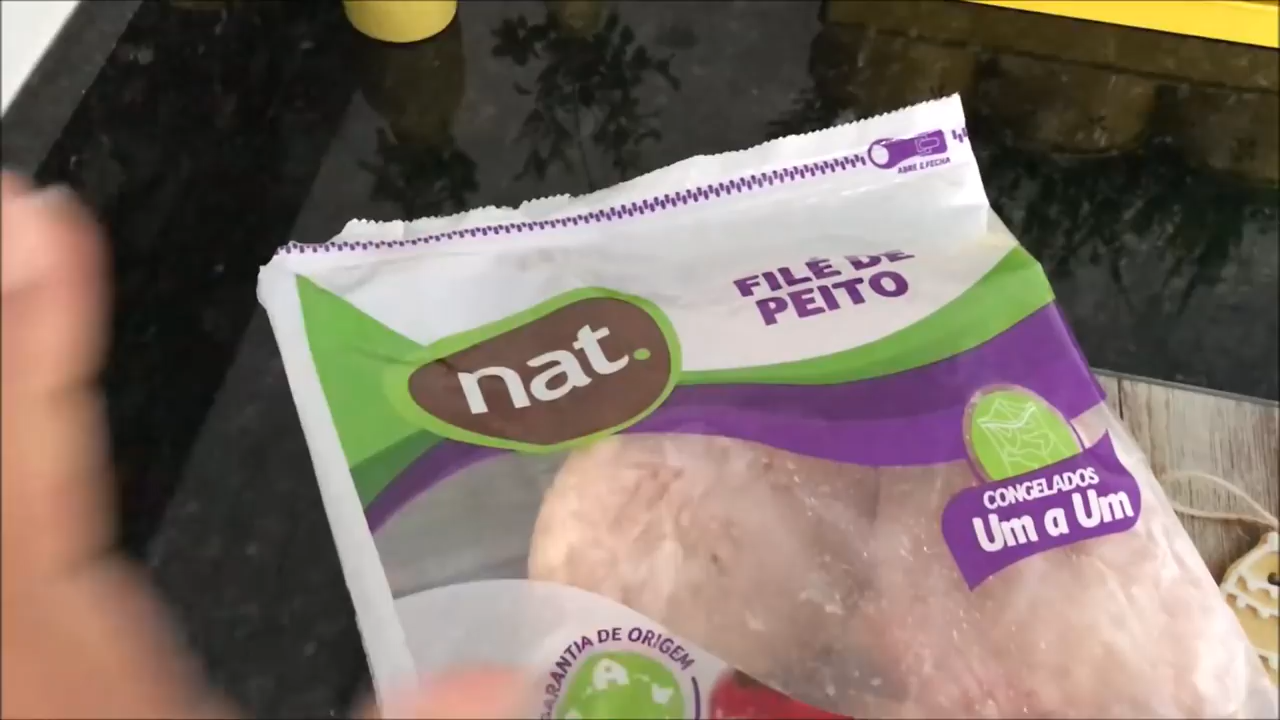 ABRE & FECHA
FILÉ DE
PEITO
nat.
CONGELADOS
Um a Um
GARANTIA DE ORIGEM